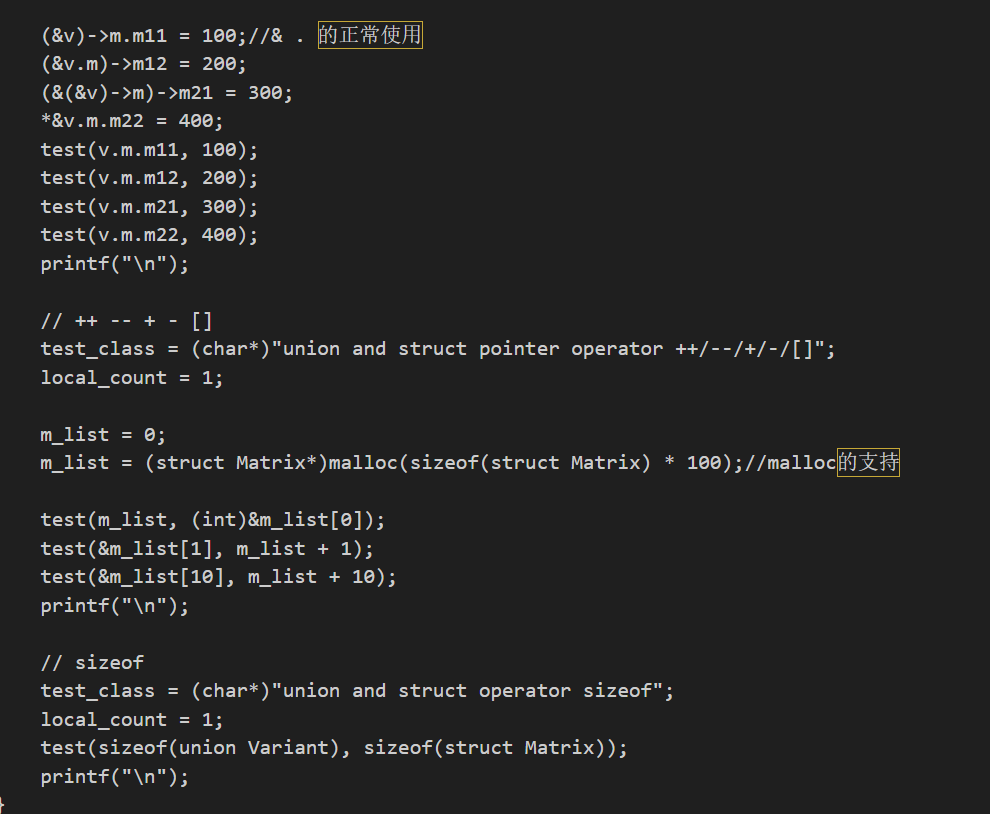 (&v)->m.m11 = 100;//& . 的正常使用
(&v.m)->m12 = 200;
(&(&v)->m)->m21 = 300;
*&v.m.m22 = 400;
test(v.m.m11, 100);
test(v.m.m12, 200);
test(v.m.m21, 300);
test(v.m.m22, 400);
printf("\n");
// ++ -- + - []
test_class = (char*)"union and struct pointer operator ++/--/+/-/[]";
local_count = 1;
m_list = 0;
m_list = (struct Matrix*)malloc(sizeof(struct Matrix) * 100);//malloc的支持
test(m_list, (int)&m_list[0]);
test(&m_list[1], m_list + 1);
test(&m_list[10], m_list + 10);
printf("\n");
// sizeof
test_class = (char*)"union and struct operator sizeof";
local_count = 1;
test(sizeof(union Variant), sizeof(struct Matrix));
printf("\n");
}